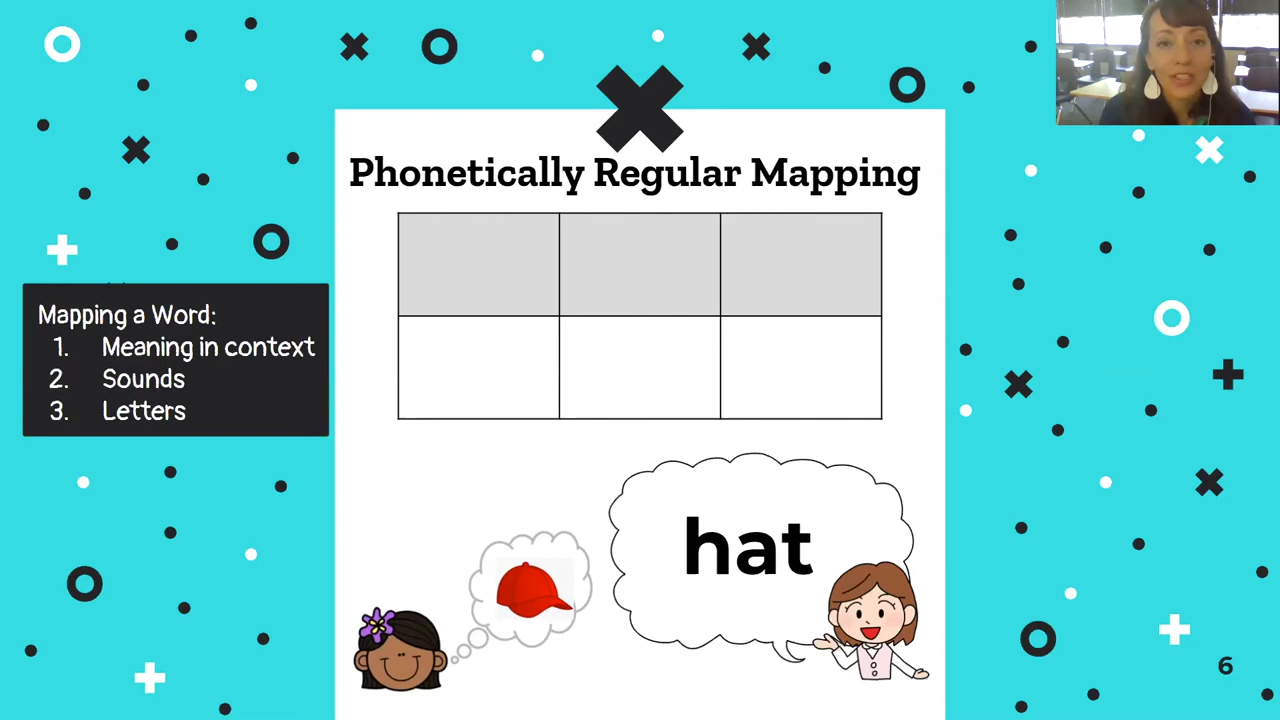 Phonetically Regular Mapping
Mapping a Word:
1. Meaning in context
2. Sounds
3. Letters
hat
6